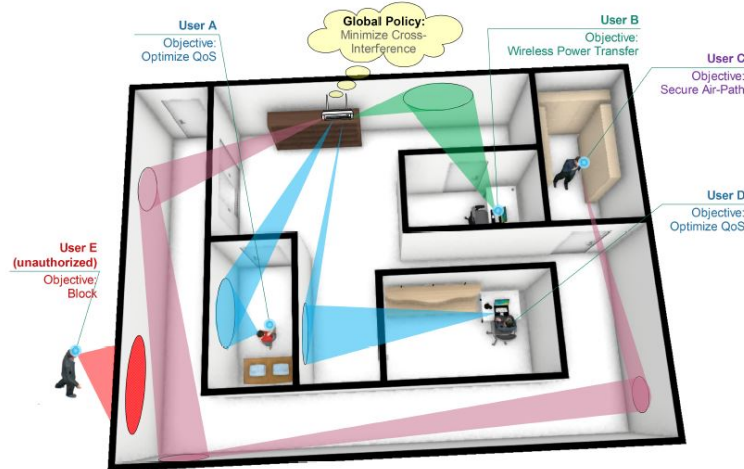 User A
Objective:
Optimize QoS
Global Policy:
Minimize Cross-
Interference
User B
Objective:
Wireless Power Transfer
User C
Objective:
Secure Air-Path
User D
Objective:
Optimize QoS
User E
(unauthorized)
Objective:
Block